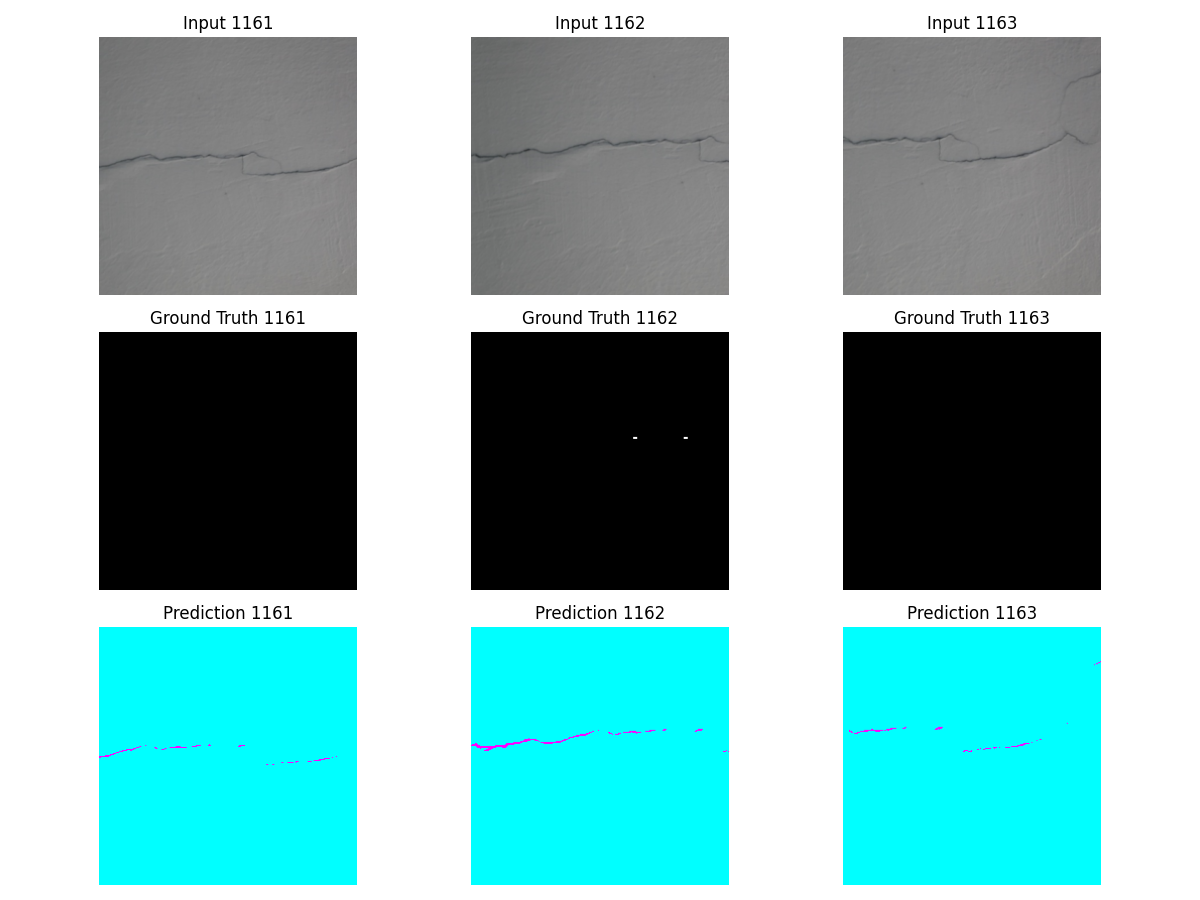 Input 1161
Input 1162
Input 1163
Ground Truth 1161
Ground Truth 1162
Ground Truth 1163
Prediction 1161
Prediction 1162
Prediction 1163